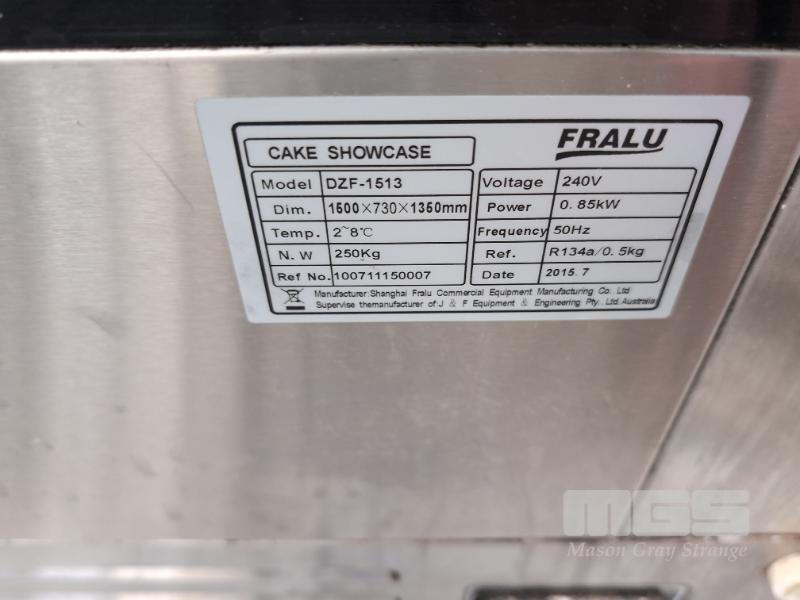 FRALU
CAKE SHOWCASE
Model DZF-1513
Dim. 1500×730×1350mm
Temp. 2~8℃
N. W 250Kg
Ref No. 100711150007
Voltage 240V
Power 0. 85kW
Frequency 50Hz
Ref. R134a/0. 5kg
Date 2015. 7
Manufacturer:Shanghai Fralu Commercial Equipment Manufacturing Co., Ltd
Supervise themanufacturer of:J & F Equipment & Engineering Pty., Ltd. Australia
MGS
Mason Gray Strange